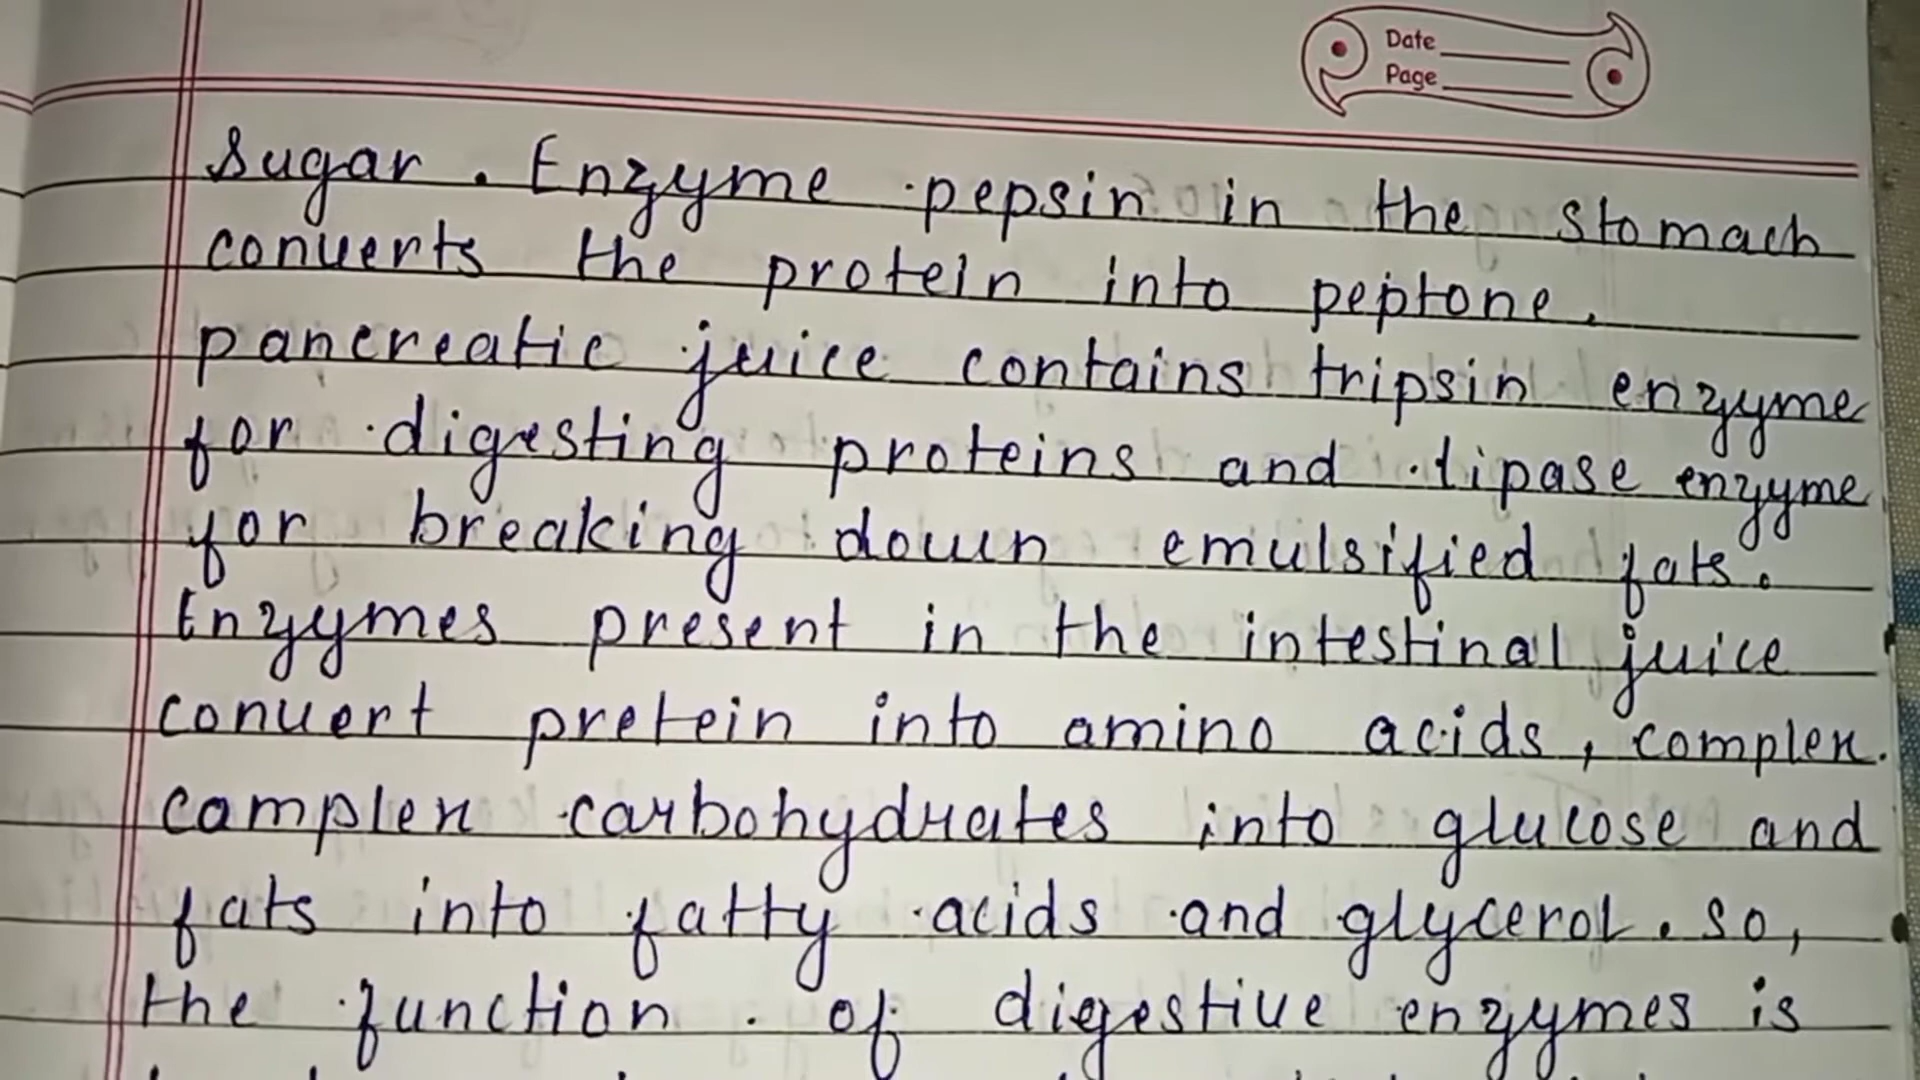 Date
Page
Sugar. Enzyme pepsin in the stomach
converts the protein into peptone.
pancreatic juice contains tripsin enzyme
for digesting proteins and lipase enzyme
for breaking down emulsified fats.
Enzymes present in the intestinal juice
convert pretein into amino acids, complex
complex carbohydrates into glucose and
fats into fatty acids and glycerol. so,
the function of digestive enzymes is